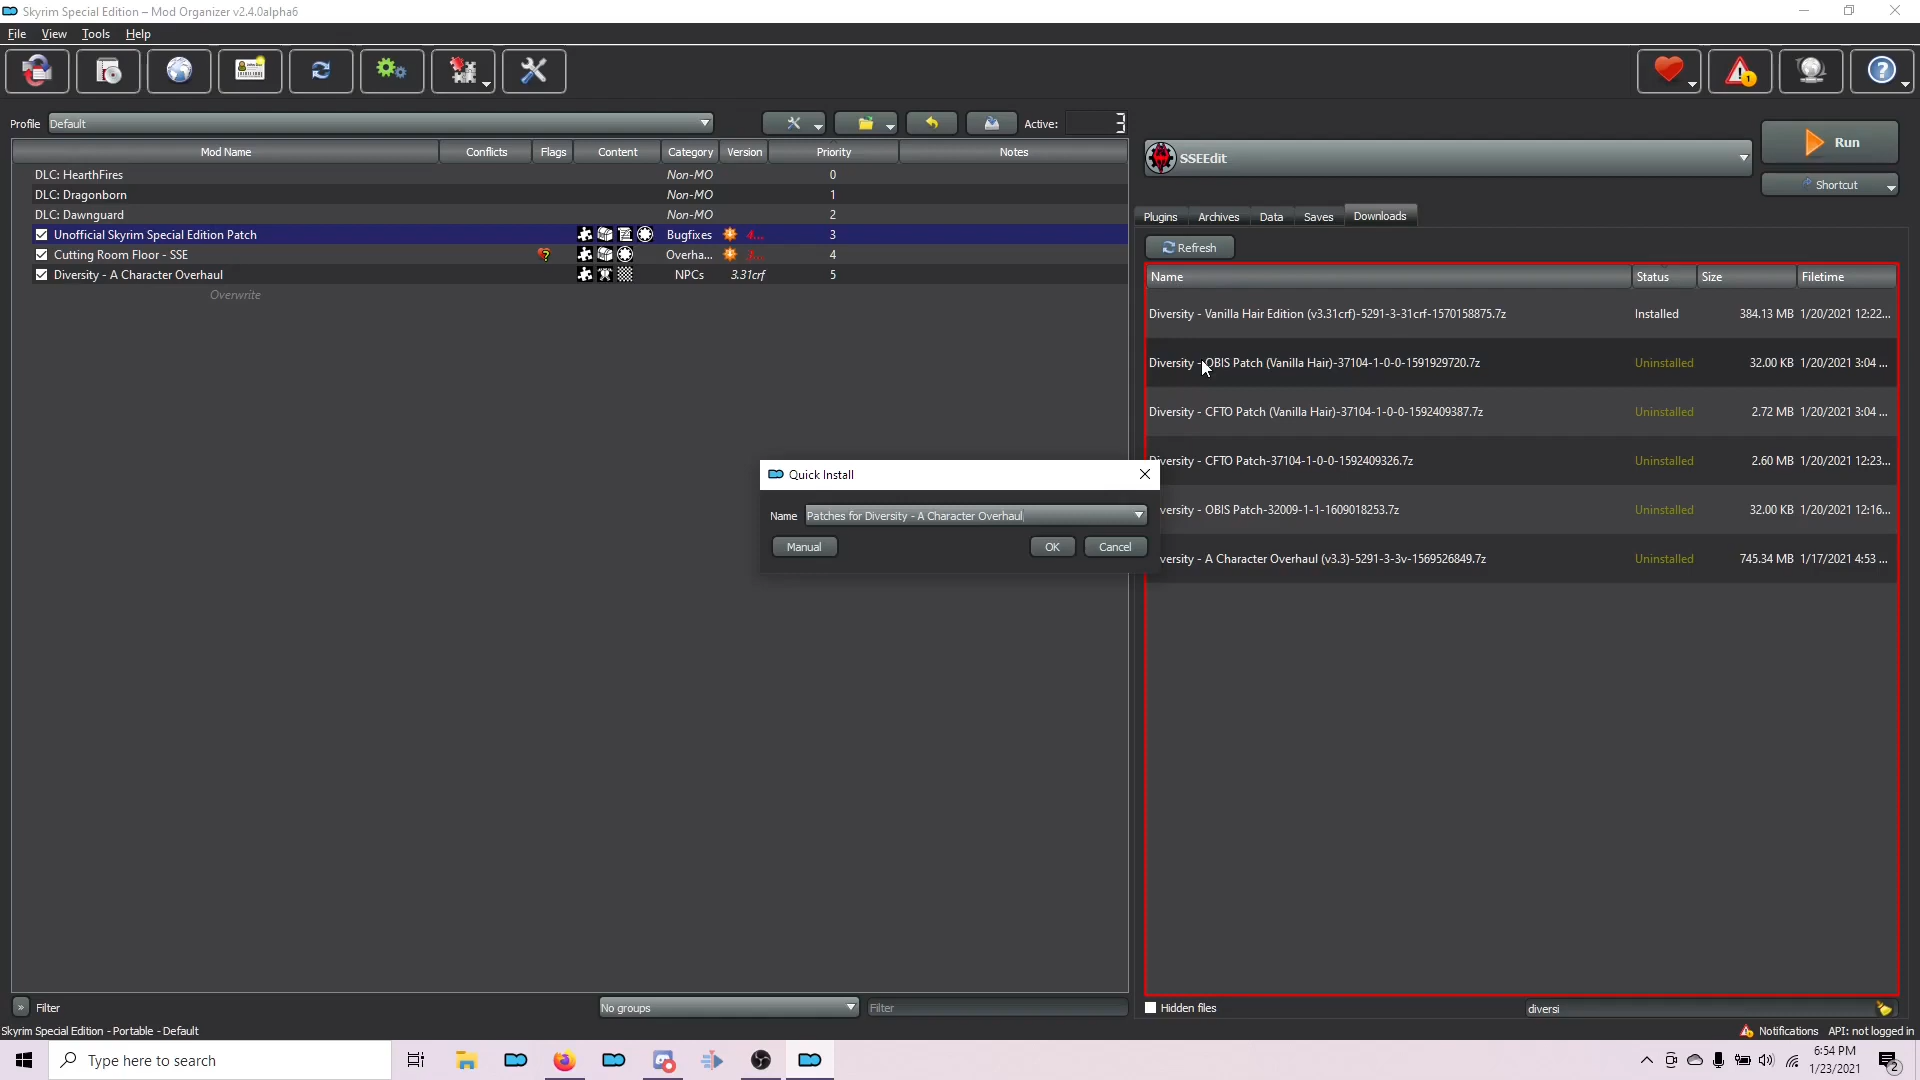 Skyrim Special Edition – Mod Organizer v2.4.0alpha6
File View Tools Help
Profile Default Active: 3
Mod Name Conflicts Flags Content Category Version Priority Notes
DLC: HearthFires Non-MO 0
DLC: Dragonborn Non-MO 1
DLC: Dawnguard Non-MO 2
Unofficial Skyrim Special Edition Patch Bugfixes 4... 3
Cutting Room Floor - SSE Overha... 3... 4
Diversity - A Character Overhaul NPCs 3.31crf 5
Overwrite
SSEEdit
Run
Shortcut
Plugins Archives Data Saves Downloads
Refresh
Name Status Size Filetime
Diversity - Vanilla Hair Edition (v3.31crf)-5291-3-31crf-1570158875.7z Installed 384.13 MB 1/20/2021 12:22...
Diversity - OBIS Patch (Vanilla Hair)-37104-1-0-0-1591929720.7z Uninstalled 32.00 KB 1/20/2021 3:04 ...
Diversity - CFTO Patch (Vanilla Hair)-37104-1-0-0-1592409387.7z Uninstalled 2.72 MB 1/20/2021 3:04 ...
Diversity - CFTO Patch-37104-1-0-0-1592409326.7z Uninstalled 2.60 MB 1/20/2021 12:23...
versity - OBIS Patch-32009-1-1-1609018253.7z Uninstalled 32.00 KB 1/20/2021 12:16...
versity - A Character Overhaul (v3.3)-5291-3-3v-1569526849.7z Uninstalled 745.34 MB 1/17/2021 4:53 ...
Quick Install
Name Patches for Diversity - A Character Overhaul
Manual OK Cancel
» Filter No groups Filter
Hidden files diversi
Skyrim Special Edition - Portable - Default
Notifications API: not logged in
Type here to search
6:54 PM
1/23/2021
2